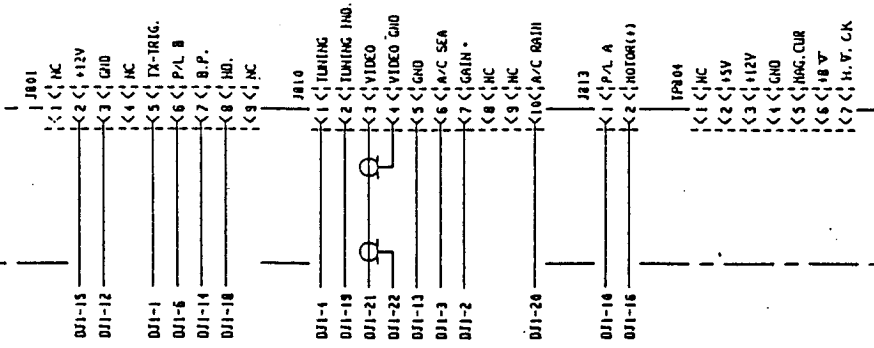 J801
1 NC
DJ1-15 2 +12V
DJ1-12 3 GND
4 NC
DJ1-1 5 TX-TRIG.
DJ1-6 6 P/L B
DJ1-14 7 B.P.
DJ1-18 8 HD.
9 NC
J810
DJ1-4 1 TUNING
DJ1-19 2 TUNING IND.
DJ1-21 3 VIDEO
DJ1-22 4 VIDEO GND
DJ1-13 5 GND
DJ1-3 6 A/C SEA
DJ1-2 7 GAIN +
8 NC
9 NC
DJ1-20 10 A/C RAIN
J813
DJ1-10 1 P/L A
DJ1-16 2 MOTOR(+)
TP804
1 NC
2 +5V
3 +12V
4 GND
5 MAG.CUR
6 +8 V
7 H.V. CK